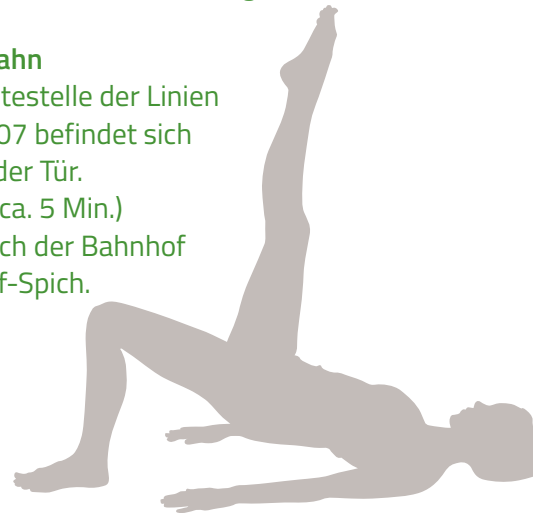 ahn
testelle der Linien
07 befindet sich
der Tür.
ca. 5 Min.)
ch der Bahnhof
f-Spich.